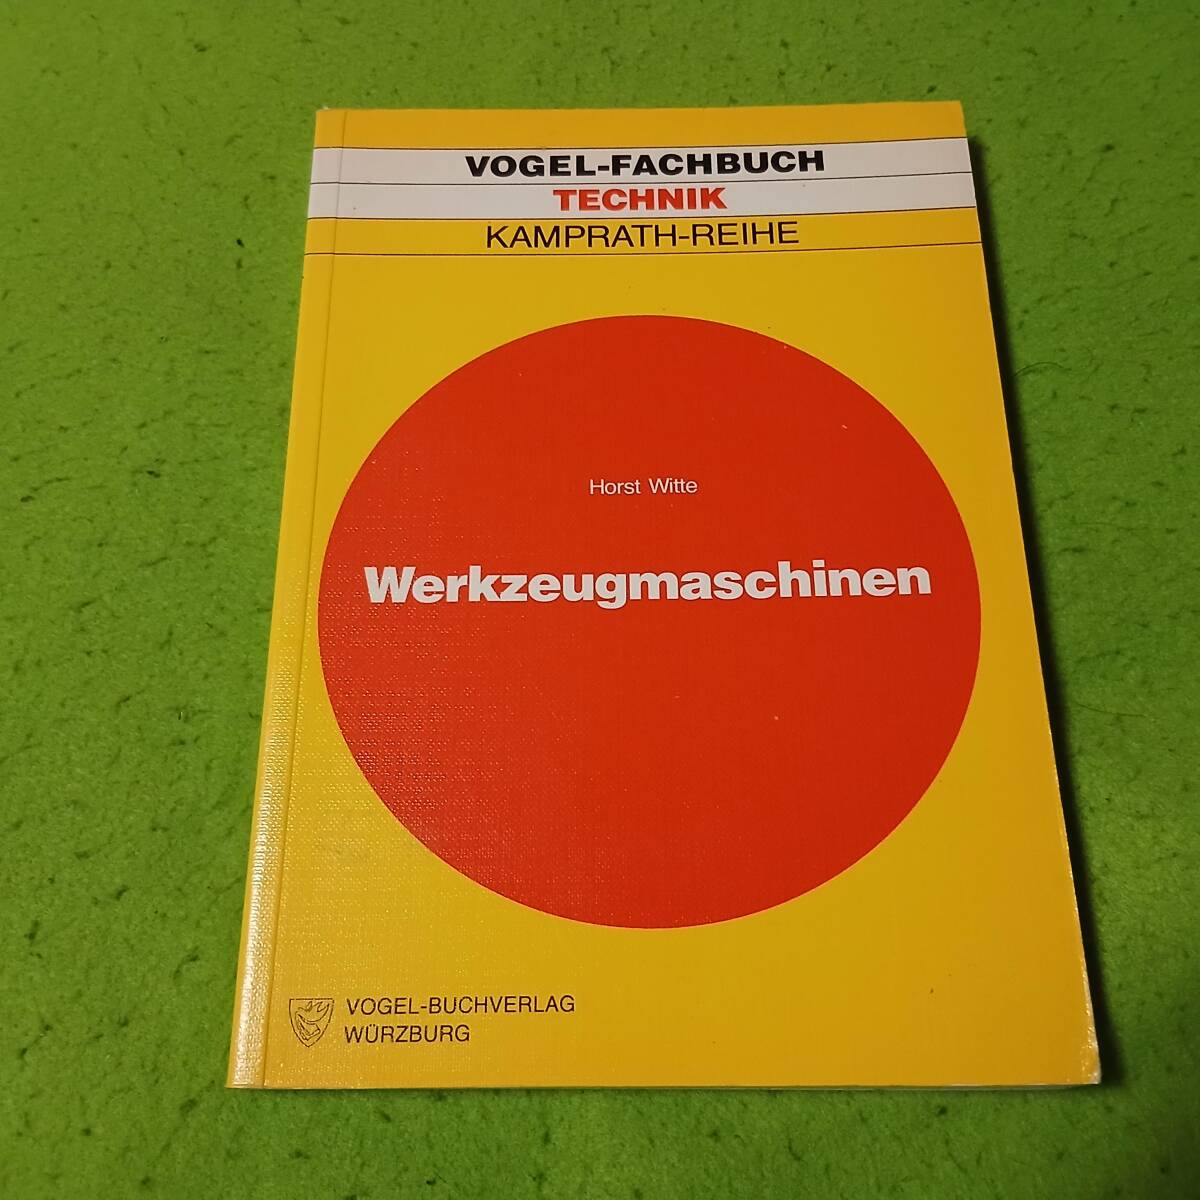 VOGEL-FACHBUCH
TECHNIK
KAMPRATH-REIHE
Horst Witte
Werkzeugmaschinen
VOGEL-BUCHVERLAG
WÜRZBURG